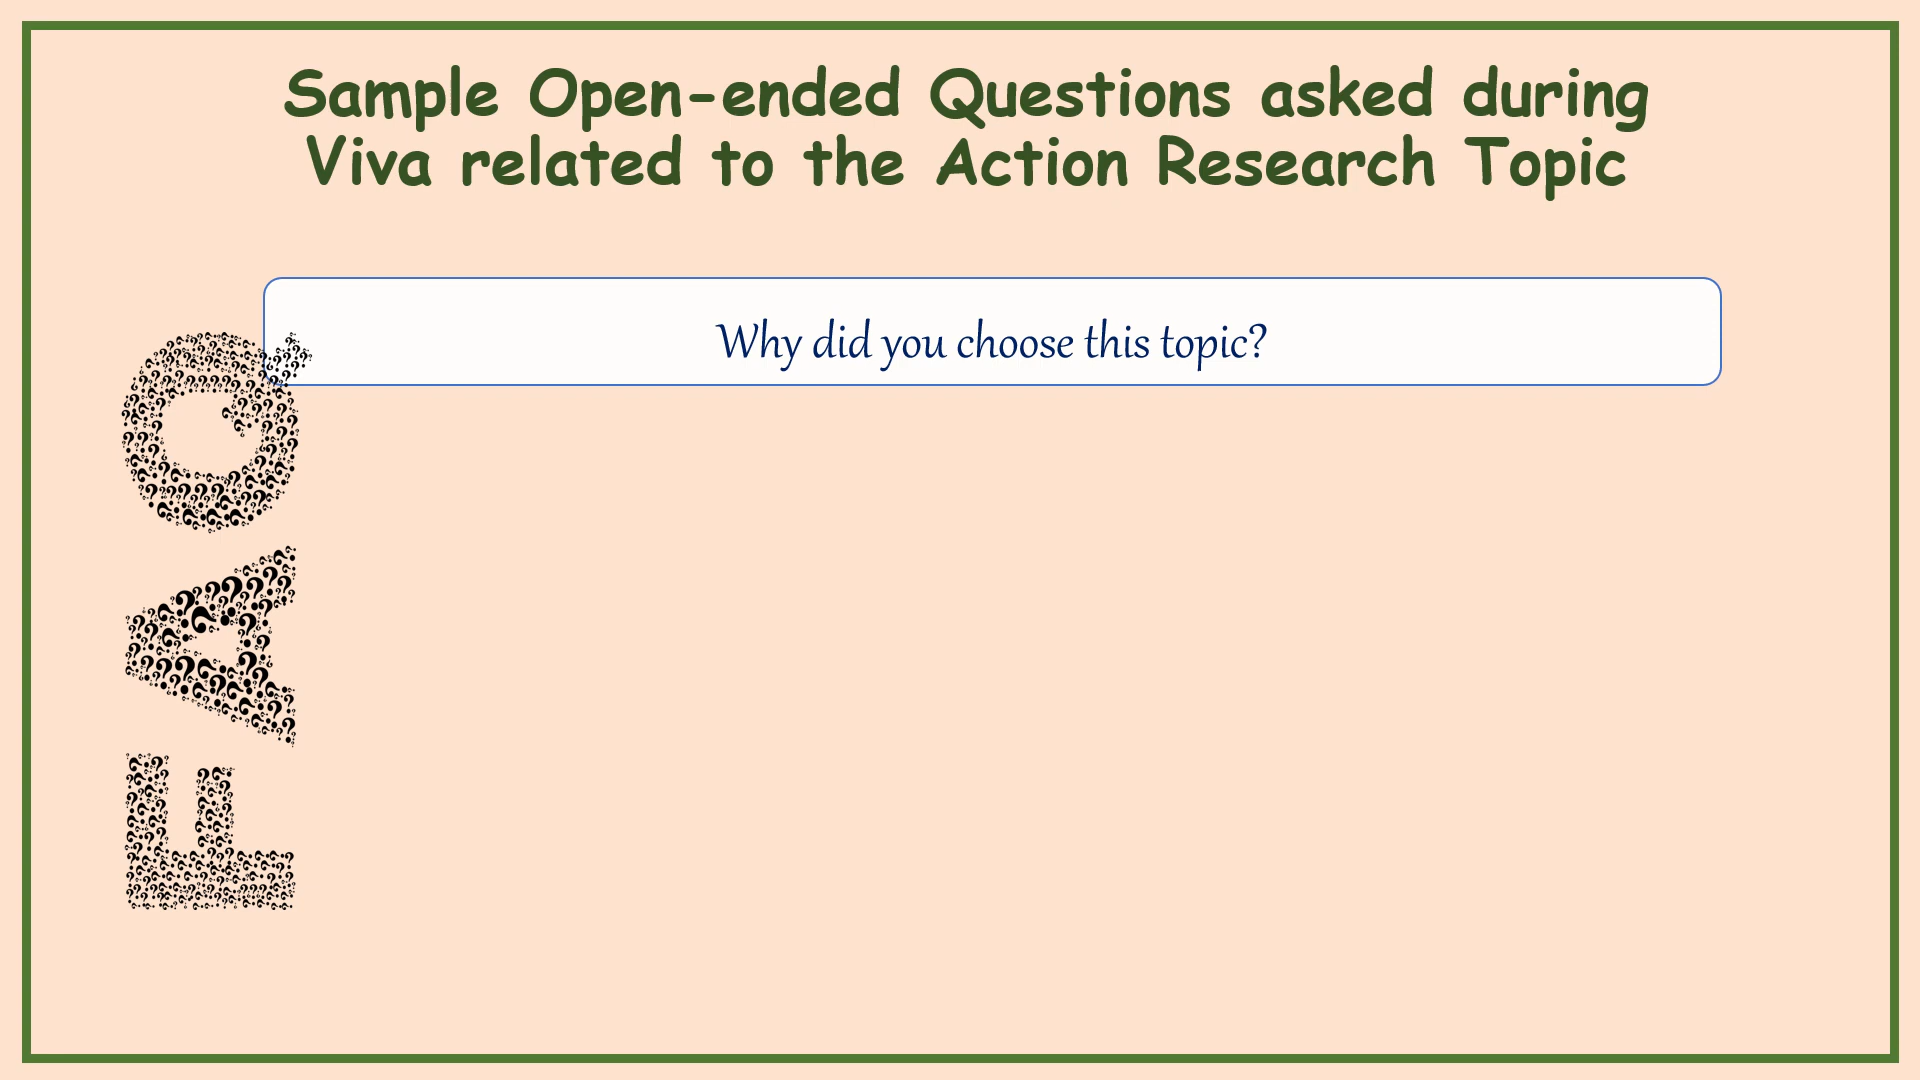 Sample Open-ended Questions asked during
Viva related to the Action Research Topic
Why did you choose this topic?
FAQ